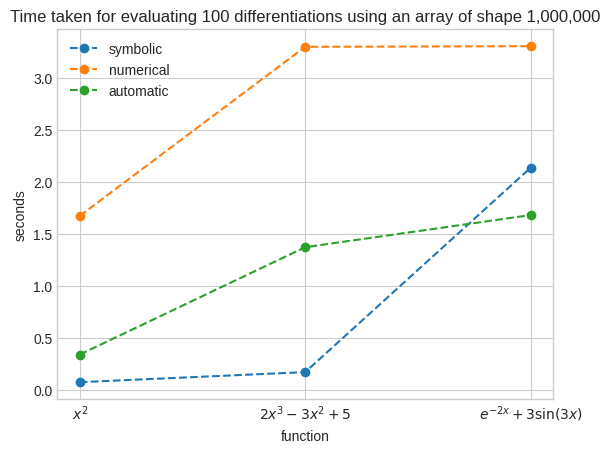 Time taken for evaluating 100 differentiations using an array of shape 1,000,000
symbolic
numerical
automatic
3.0
2.5
2.0
1.5
1.0
0.5
0.0
seconds
x² 2x³ − 3x² + 5 e⁻²ˣ + 3sin(3x)
function